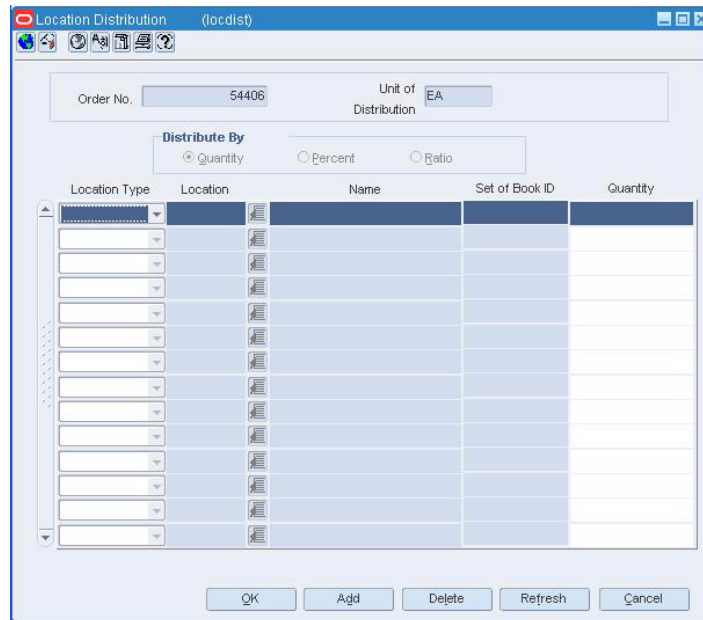 Location Distribution (locdist)
Order No. 54406 Unit of Distribution EA
Distribute By
Quantity Percent Ratio
Location Type Location Name Set of Book ID Quantity
OK Add Delete Refresh Cancel